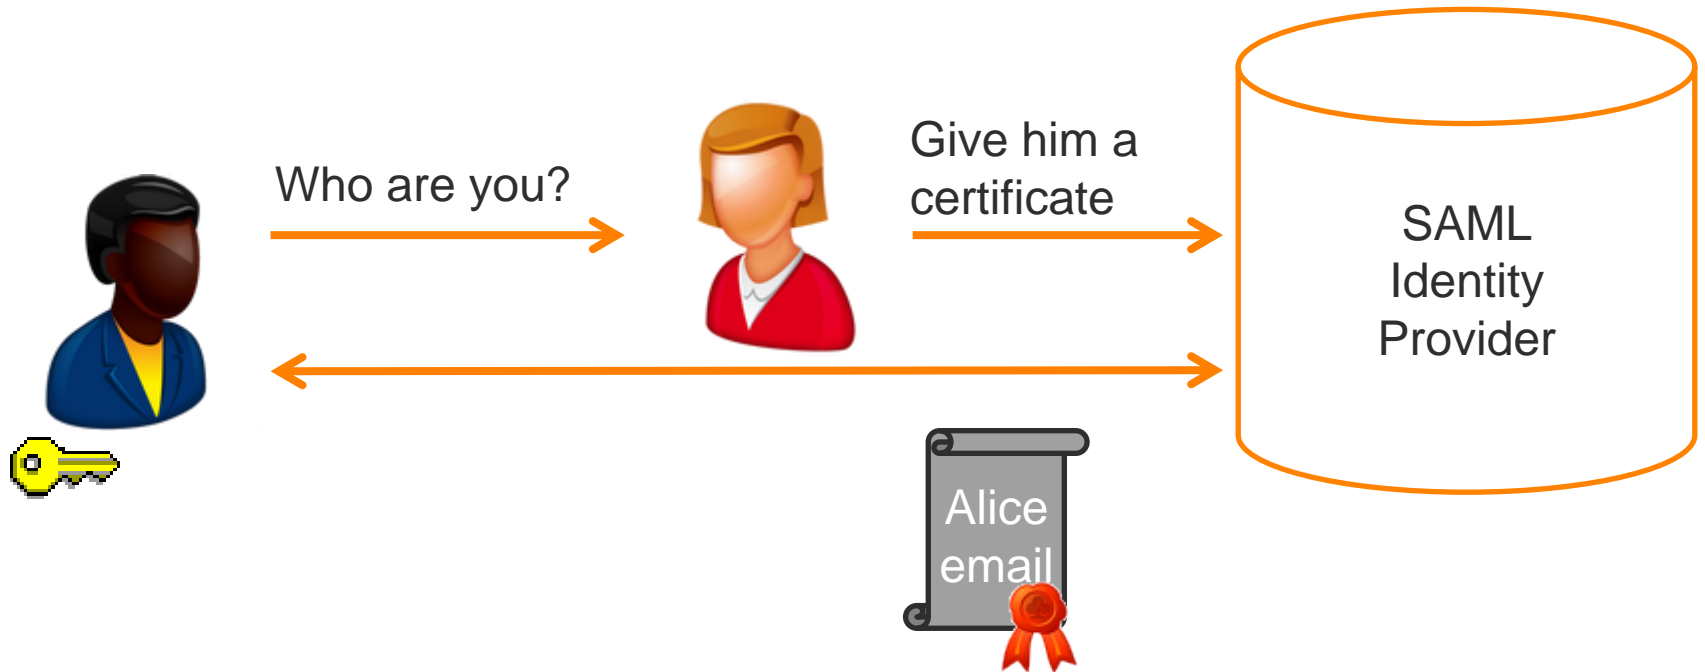 Who are you?
Give him a
certificate
SAML
Identity
Provider
Alice
email